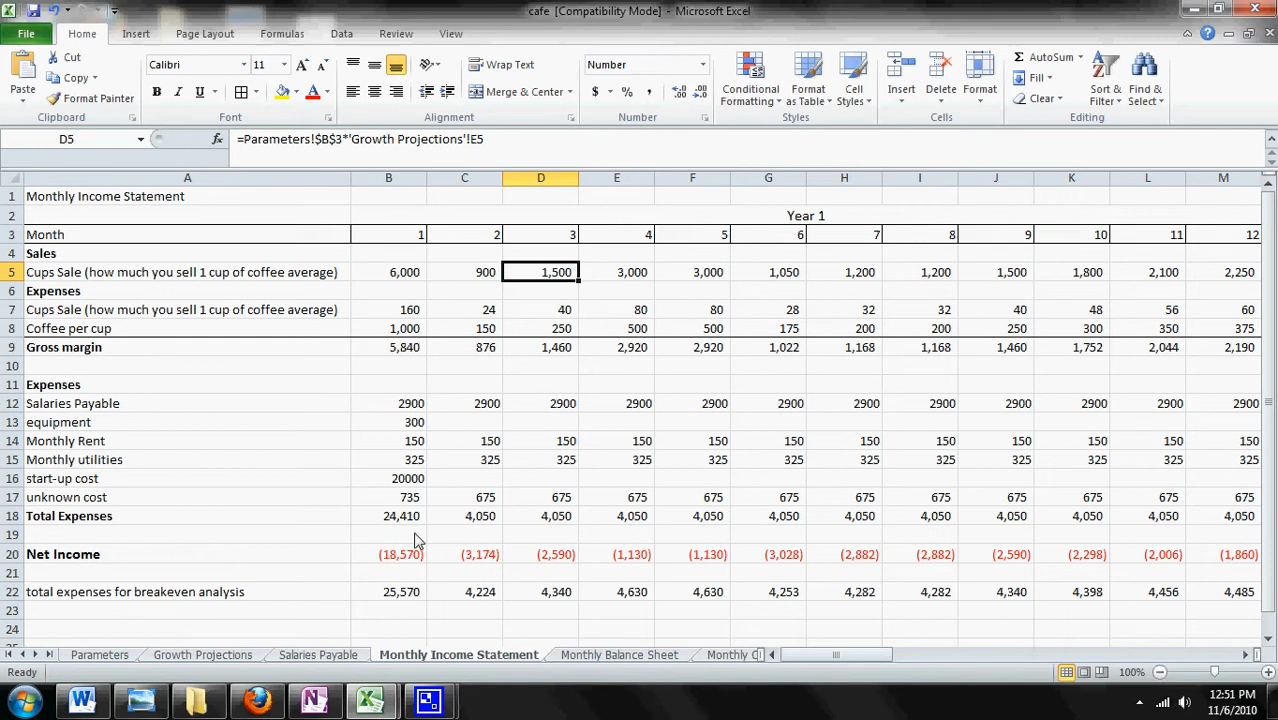 cafe [Compatibility Mode] - Microsoft Excel
File Home Insert Page Layout Formulas Data Review View
Cut
Copy
Format Painter
Paste
Clipboard
Calibri 11
Font
Wrap Text
Merge & Center
Alignment
Number
Number
Conditional Formatting
Format as Table
Cell Styles
Styles
Insert
Delete
Format
Cells
AutoSum
Fill
Clear
Sort & Filter
Find & Select
Editing
D5 fx =Parameters!$B$3*'Growth Projections'!E5
A B C D E F G H I J K L M
1 Monthly Income Statement
2 Year 1
3 Month 1 2 3 4 5 6 7 8 9 10 11 12
4 Sales
5 Cups Sale (how much you sell 1 cup of coffee average) 6,000 900 1,500 3,000 3,000 1,050 1,200 1,200 1,500 1,800 2,100 2,250
6 Expenses
7 Cups Sale (how much you sell 1 cup of coffee average) 160 24 40 80 80 28 32 32 40 48 56 60
8 Coffee per cup 1,000 150 250 500 500 175 200 200 250 300 350 375
9 Gross margin 5,840 876 1,460 2,920 2,920 1,022 1,168 1,168 1,460 1,752 2,044 2,190
10
11 Expenses
12 Salaries Payable 2900 2900 2900 2900 2900 2900 2900 2900 2900 2900 2900 2900
13 equipment 300
14 Monthly Rent 150 150 150 150 150 150 150 150 150 150 150 150
15 Monthly utilities 325 325 325 325 325 325 325 325 325 325 325 325
16 start-up cost 20000
17 unknown cost 735 675 675 675 675 675 675 675 675 675 675 675
18 Total Expenses 24,410 4,050 4,050 4,050 4,050 4,050 4,050 4,050 4,050 4,050 4,050 4,050
19
20 Net Income (18,570) (3,174) (2,590) (1,130) (1,130) (3,028) (2,882) (2,882) (2,590) (2,298) (2,006) (1,860)
21
22 total expenses for breakeven analysis 25,570 4,224 4,340 4,630 4,630 4,253 4,282 4,282 4,340 4,398 4,456 4,485
23
24
Parameters Growth Projections Salaries Payable Monthly Income Statement Monthly Balance Sheet Monthly C
Ready 100%
12:51 PM
11/6/2010